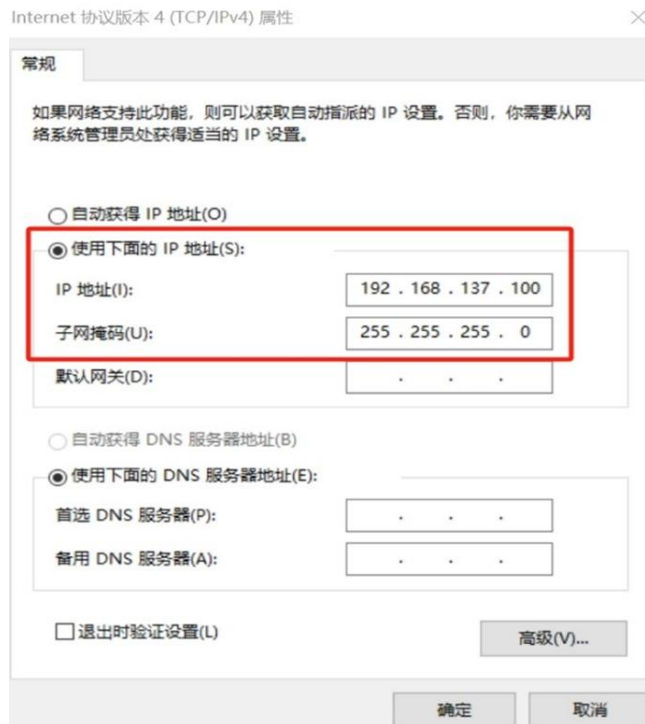 Internet 协议版本 4 (TCP/IPv4) 属性
常规
如果网络支持此功能，则可以获取自动指派的 IP 设置。否则，你需要从网
络系统管理员处获得适当的 IP 设置。
自动获得 IP 地址(O)
使用下面的 IP 地址(S):
IP 地址(I): 192 . 168 . 137 . 100
子网掩码(U): 255 . 255 . 255 . 0
默认网关(D): . . .
自动获得 DNS 服务器地址(B)
使用下面的 DNS 服务器地址(E):
首选 DNS 服务器(P): . . .
备用 DNS 服务器(A): . . .
退出时验证设置(L)
高级(V)...
确定 取消